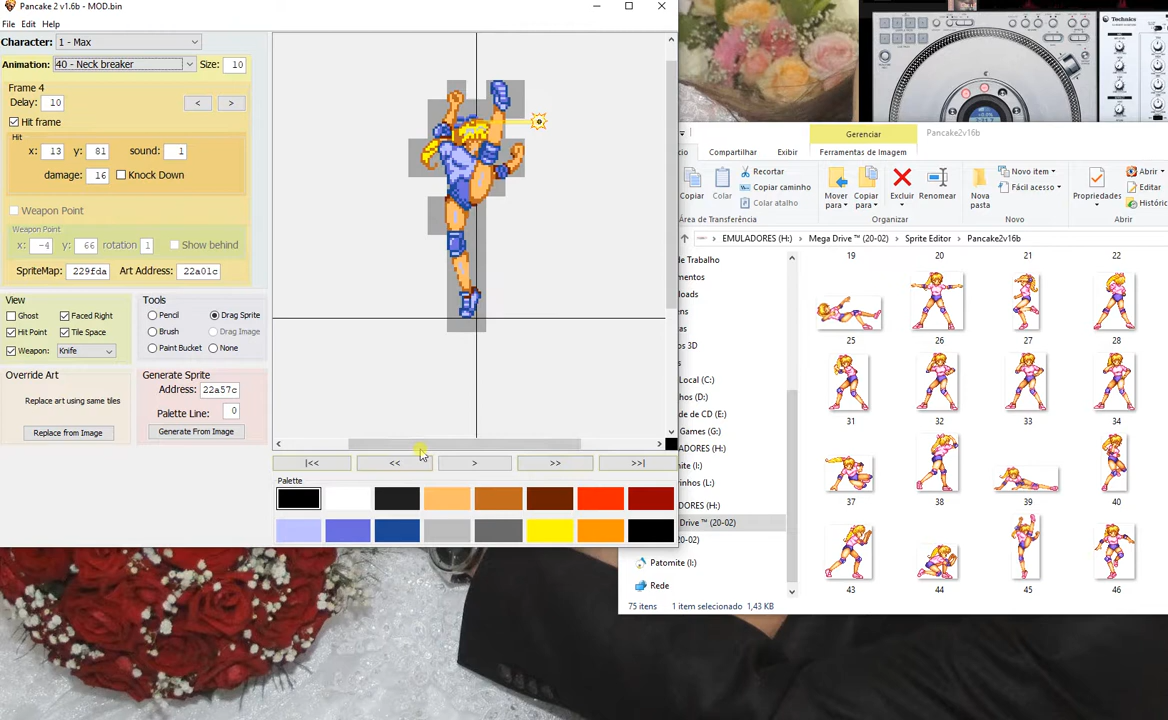 Pancake 2 v1.6b - MOD.bin
File Edit Help
Character: 1 - Max
Animation: 40 - Neck breaker Size: 10
Frame 4
Delay: 10 < >
Hit frame
Hit
x: 13 y: 81 sound: 1
damage: 16 Knock Down
Weapon Point
Weapon Point
x: -4 y: 66 rotation 1 Show behind
SpriteMap: 229fda Art Address: 22a01c
View
Ghost Faced Right
Hit Point Tile Space
Weapon: Knife
Tools
Pencil Drag Sprite
Brush Drag Image
Paint Bucket None
Override Art
Replace art using same tiles
Replace from Image
Generate Sprite
Address: 22a57c
Palette Line: 0
Generate From Image
|<< << > >> >>|
Palette
Technics
Gerenciar Pancake2v16b
Compartilhar Exibir Ferramentas de Imagem
Copiar Colar
Recortar
Copiar caminho
Colar atalho
Área de Transferência
Mover para Copiar para Excluir Renomear
Organizar
Nova pasta
Novo item
Fácil acesso
Novo
Propriedades
Abrir
Editar
Abrir
EMULADORES (H:) > Mega Drive ™ (20-02) > Sprite Editor > Pancake2v16b
de Trabalho
Local (C:)
de de CD (E:)
Games (G:)
Drive ™ (20-02)
Patomite (I:)
Rede
19 20 21 22
25 26 27 28
31 32 33 34
37 38 39 40
43 44 45 46
75 itens 1 item selecionado 1,43 KB